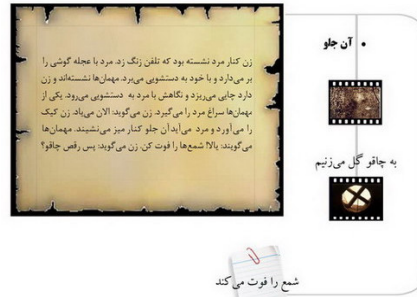 آن جلو
زن کنار مرد نشسته بود که تلفن زنگ زد. مرد با عجله گوشی را
بر می‌دارد و با خود به دستشویی می‌برد. مهمان‌ها نشسته‌اند و زن
دارد چایی می‌ریزد و نگاهش با مرد به دستشویی می‌رود. یکی از
مهمان‌ها سراغ مرد را می‌گیرد. زن می‌گوید: الان می‌یاد. زن کیک
را می‌آورد و مرد می‌آید آن جلو کنار میز می‌نشیند. مهمان‌ها
می‌گویند: یالا! شمع‌ها را فوت کن. زن می‌گوید: پس رقص چاقو؟
به چاقو گل می‌زنیم
شمع را فوت می‌کند